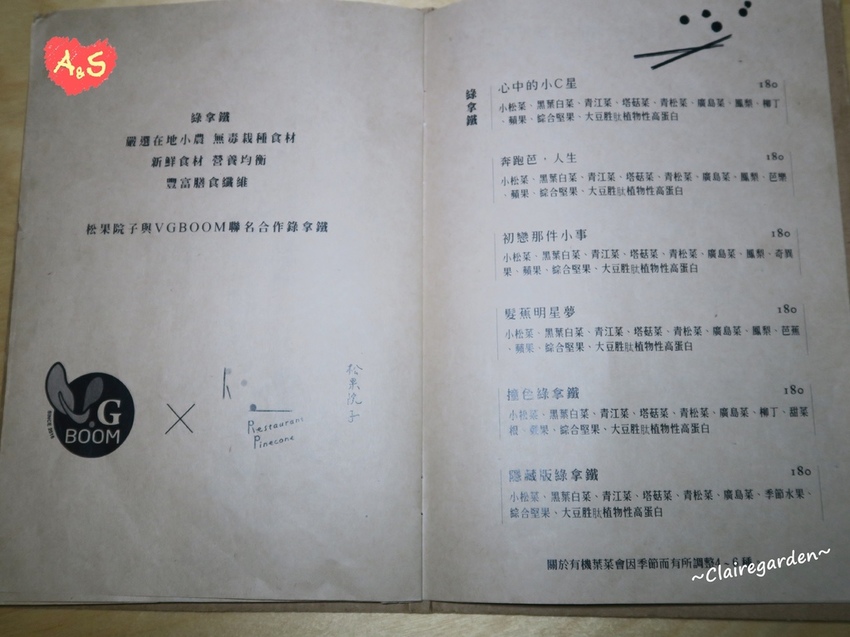 A&S
綠拿鐵
嚴選在地小農 無毒栽種食材
新鮮食材 營養均衡
豐富膳食纖維
松果院子與VGBOOM聯名合作綠拿鐵
VG
BOOM
SINCE 2014
Restaurant
Pinecone
松果院子
綠拿鐵
心中的小C星 180
小松菜、黑葉白菜、青江菜、塔菇菜、青松菜、廣島菜、鳳梨、柳丁
、蘋果、綜合堅果、大豆胜肽植物性高蛋白
奔跑芭．人生 180
小松菜、黑葉白菜、青江菜、塔菇菜、青松菜、廣島菜、鳳梨、芭樂
、蘋果、綜合堅果、大豆胜肽植物性高蛋白
初戀那件小事 180
小松菜、黑葉白菜、青江菜、塔菇菜、青松菜、廣島菜、鳳梨、奇異
果、蘋果、綜合堅果、大豆胜肽植物性高蛋白
髮蕉明星夢 180
小松菜、黑葉白菜、青江菜、塔菇菜、青松菜、廣島菜、鳳梨、芭蕉
、蘋果、綜合堅果、大豆胜肽植物性高蛋白
撞色綠拿鐵 180
小松菜、黑葉白菜、青江菜、塔菇菜、青松菜、廣島菜、柳丁、甜菜
根、蘋果、綜合堅果、大豆胜肽植物性高蛋白
隱藏版綠拿鐵 180
小松菜、黑葉白菜、青江菜、塔菇菜、青松菜、廣島菜、季節水果、
綜合堅果、大豆胜肽植物性高蛋白
關於有機葉菜會因季節而有所調整4~6種
~Clairegarden~